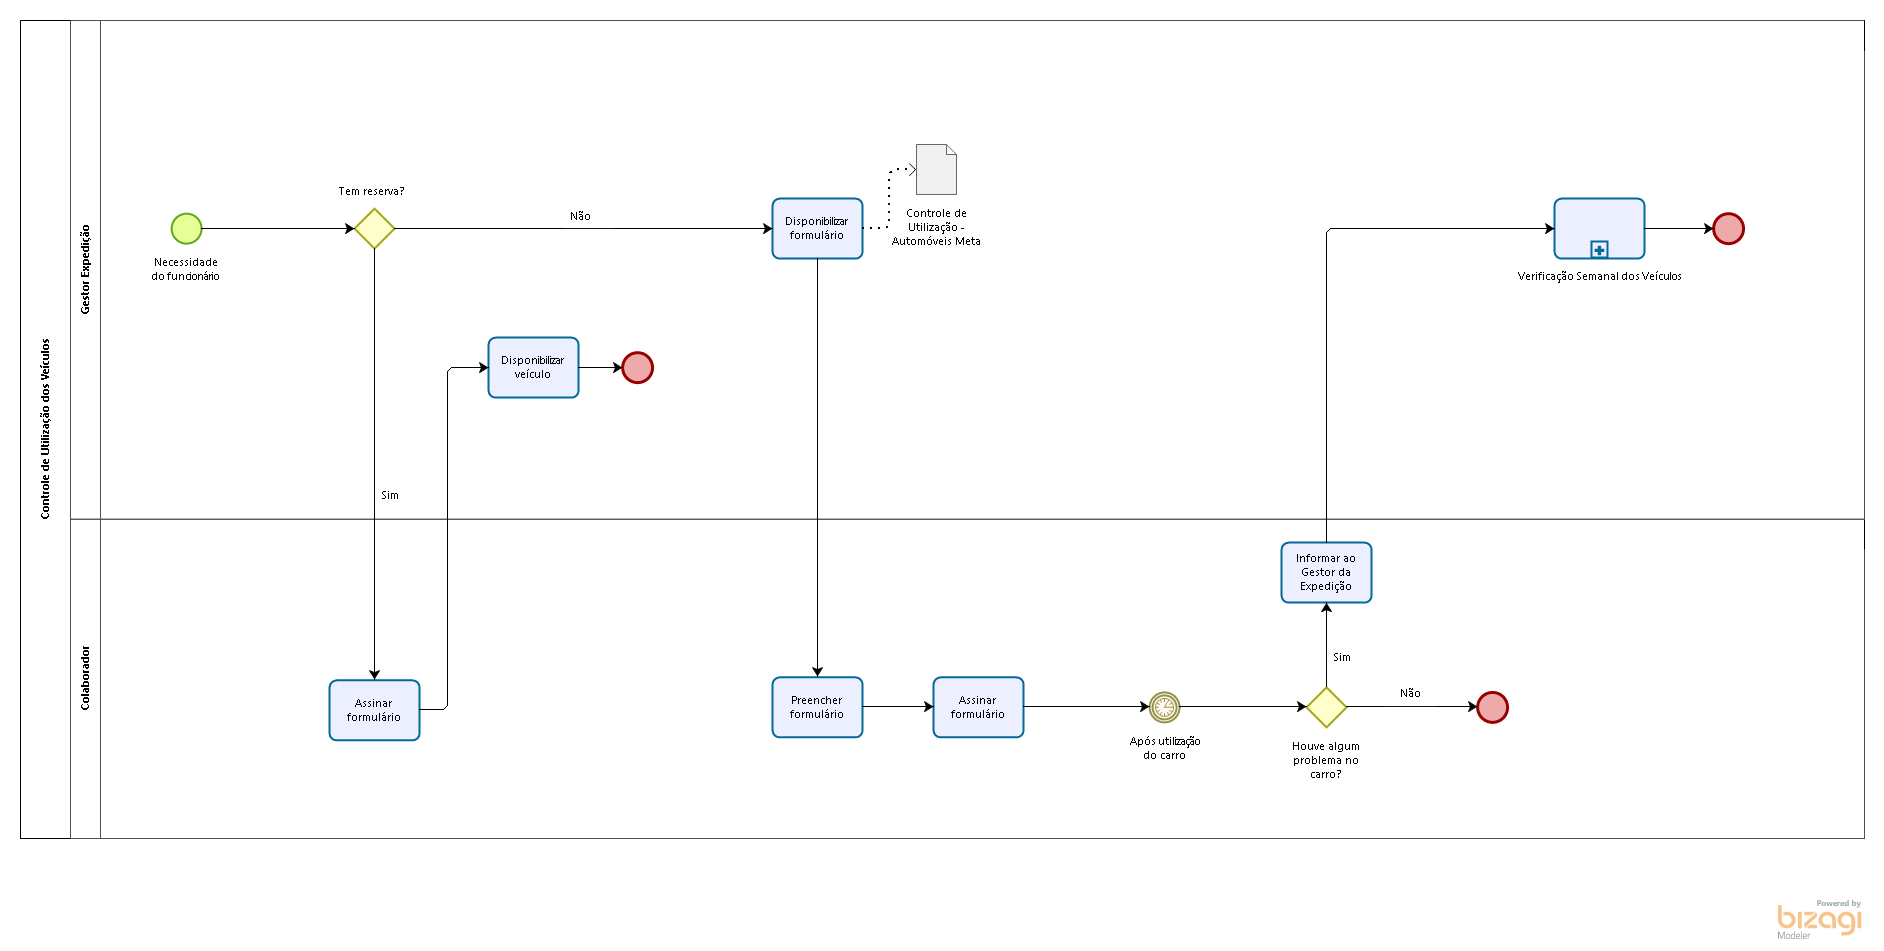 Controle de Utilização dos Veículos
Gestor Expedição
Necessidade
do funcionário
Tem reserva?
Não
Sim
Disponibilizar
formulário
Controle de
Utilização -
Automóveis Meta
Disponibilizar
veículo
Verificação Semanal dos Veículos
Colaborador
Assinar
formulário
Preencher
formulário
Assinar
formulário
Após utilização
do carro
Houve algum
problema no
carro?
Sim
Não
Informar ao
Gestor da
Expedição
Powered by
bizagi
Modeler